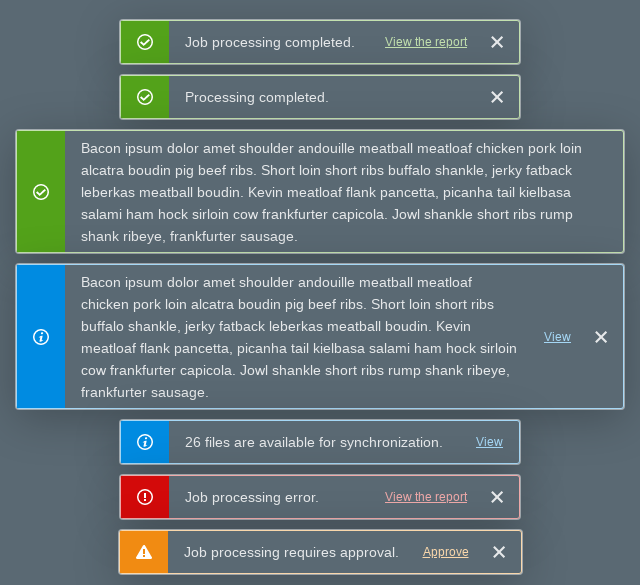 Job processing completed. View the report
Processing completed.
Bacon ipsum dolor amet shoulder andouille meatball meatloaf chicken pork loin
alcatra boudin pig beef ribs. Short loin short ribs buffalo shankle, jerky fatback
leberkas meatball boudin. Kevin meatloaf flank pancetta, picanha tail kielbasa
salami ham hock sirloin cow frankfurter capicola. Jowl shankle short ribs rump
shank ribeye, frankfurter sausage.
Bacon ipsum dolor amet shoulder andouille meatball meatloaf
chicken pork loin alcatra boudin pig beef ribs. Short loin short ribs
buffalo shankle, jerky fatback leberkas meatball boudin. Kevin
meatloaf flank pancetta, picanha tail kielbasa salami ham hock sirloin
cow frankfurter capicola. Jowl shankle short ribs rump shank ribeye,
frankfurter sausage.
View
26 files are available for synchronization. View
Job processing error. View the report
Job processing requires approval. Approve